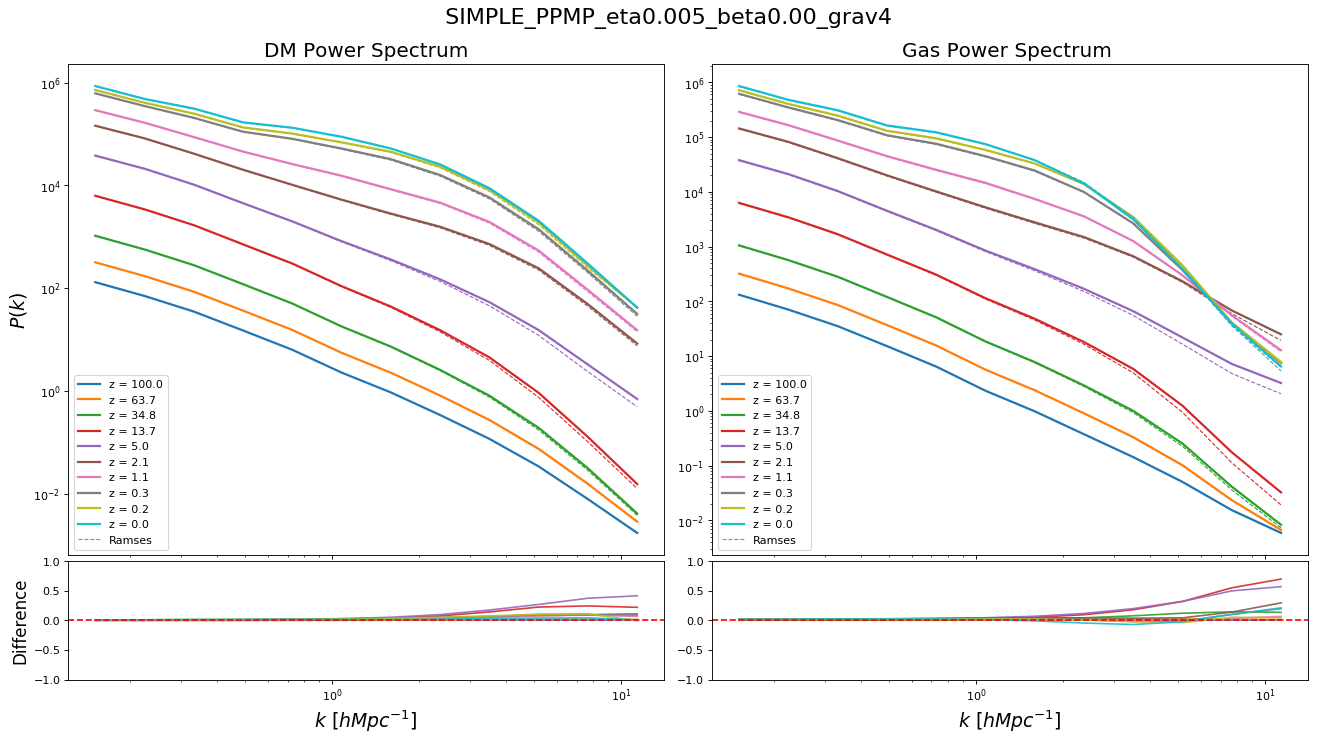 SIMPLE_PPMP_eta0.005_beta0.00_grav4
DM Power Spectrum
Gas Power Spectrum
10^6
10^4
10^2
10^0
10^-2
P(k)
z = 100.0
z = 63.7
z = 34.8
z = 13.7
z = 5.0
z = 2.1
z = 1.1
z = 0.3
z = 0.2
z = 0.0
Ramses
10^6
10^5
10^4
10^3
10^2
10^1
10^0
10^-1
10^-2
z = 100.0
z = 63.7
z = 34.8
z = 13.7
z = 5.0
z = 2.1
z = 1.1
z = 0.3
z = 0.2
z = 0.0
Ramses
1.0
0.5
0.0
−0.5
−1.0
Difference
10^0
10^1
k [hMpc^-1]
1.0
0.5
0.0
−0.5
−1.0
10^0
10^1
k [hMpc^-1]